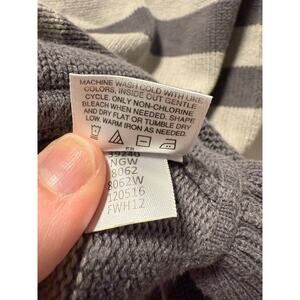 MACHINE WASH COLD WITH LIKE
COLORS, INSIDE OUT GENTLE
CYCLE. ONLY NON-CHLORINE
BLEACH WHEN NEEDED. SHAPE
AND DRY FLAT OR TUMBLE DRY
LOW. WARM IRON AS NEEDED.
NGW
8062
8062W
120516
FWH12